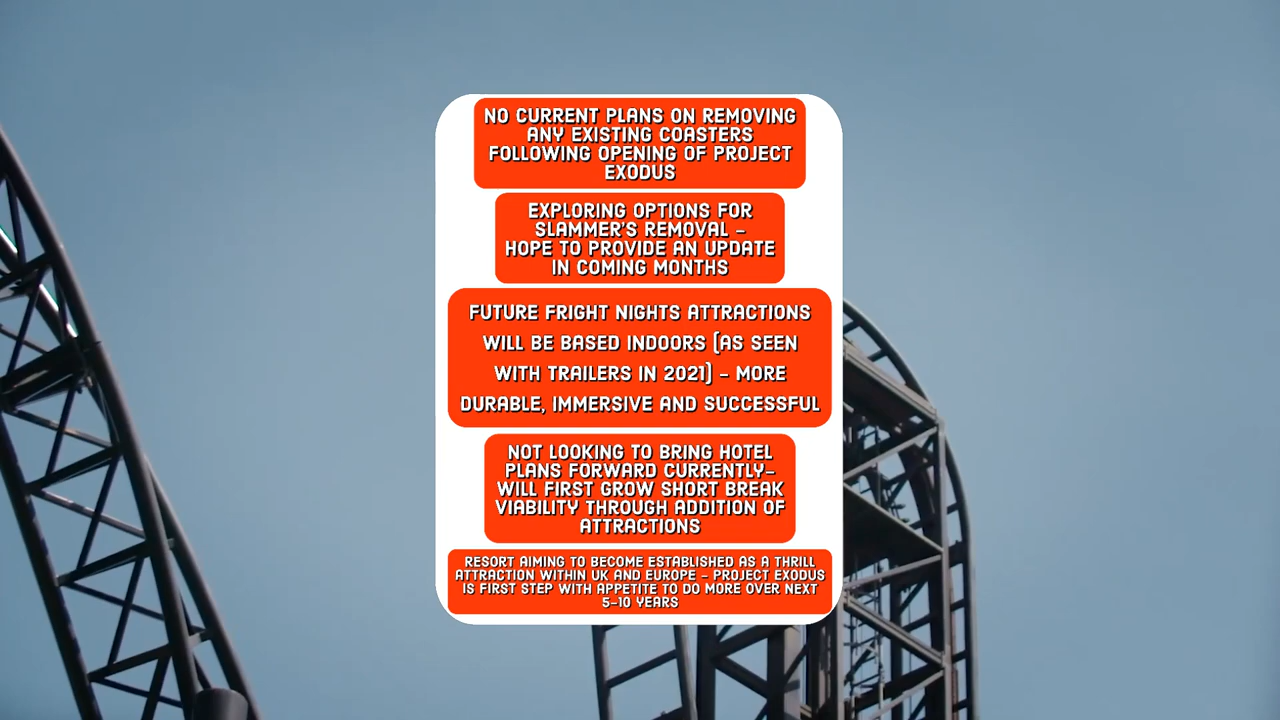 NO CURRENT PLANS ON REMOVING
ANY EXISTING COASTERS
FOLLOWING OPENING OF PROJECT
EXODUS
EXPLORING OPTIONS FOR
SLAMMER'S REMOVAL -
HOPE TO PROVIDE AN UPDATE
IN COMING MONTHS
FUTURE FRIGHT NIGHTS ATTRACTIONS
WILL BE BASED INDOORS (AS SEEN
WITH TRAILERS IN 2021) - MORE
DURABLE, IMMERSIVE AND SUCCESSFUL
NOT LOOKING TO BRING HOTEL
PLANS FORWARD CURRENTLY-
WILL FIRST GROW SHORT BREAK
VIABILITY THROUGH ADDITION OF
ATTRACTIONS
RESORT AIMING TO BECOME ESTABLISHED AS A THRILL
ATTRACTION WITHIN UK AND EUROPE - PROJECT EXODUS
IS FIRST STEP WITH APPETITE TO DO MORE OVER NEXT
5-10 YEARS